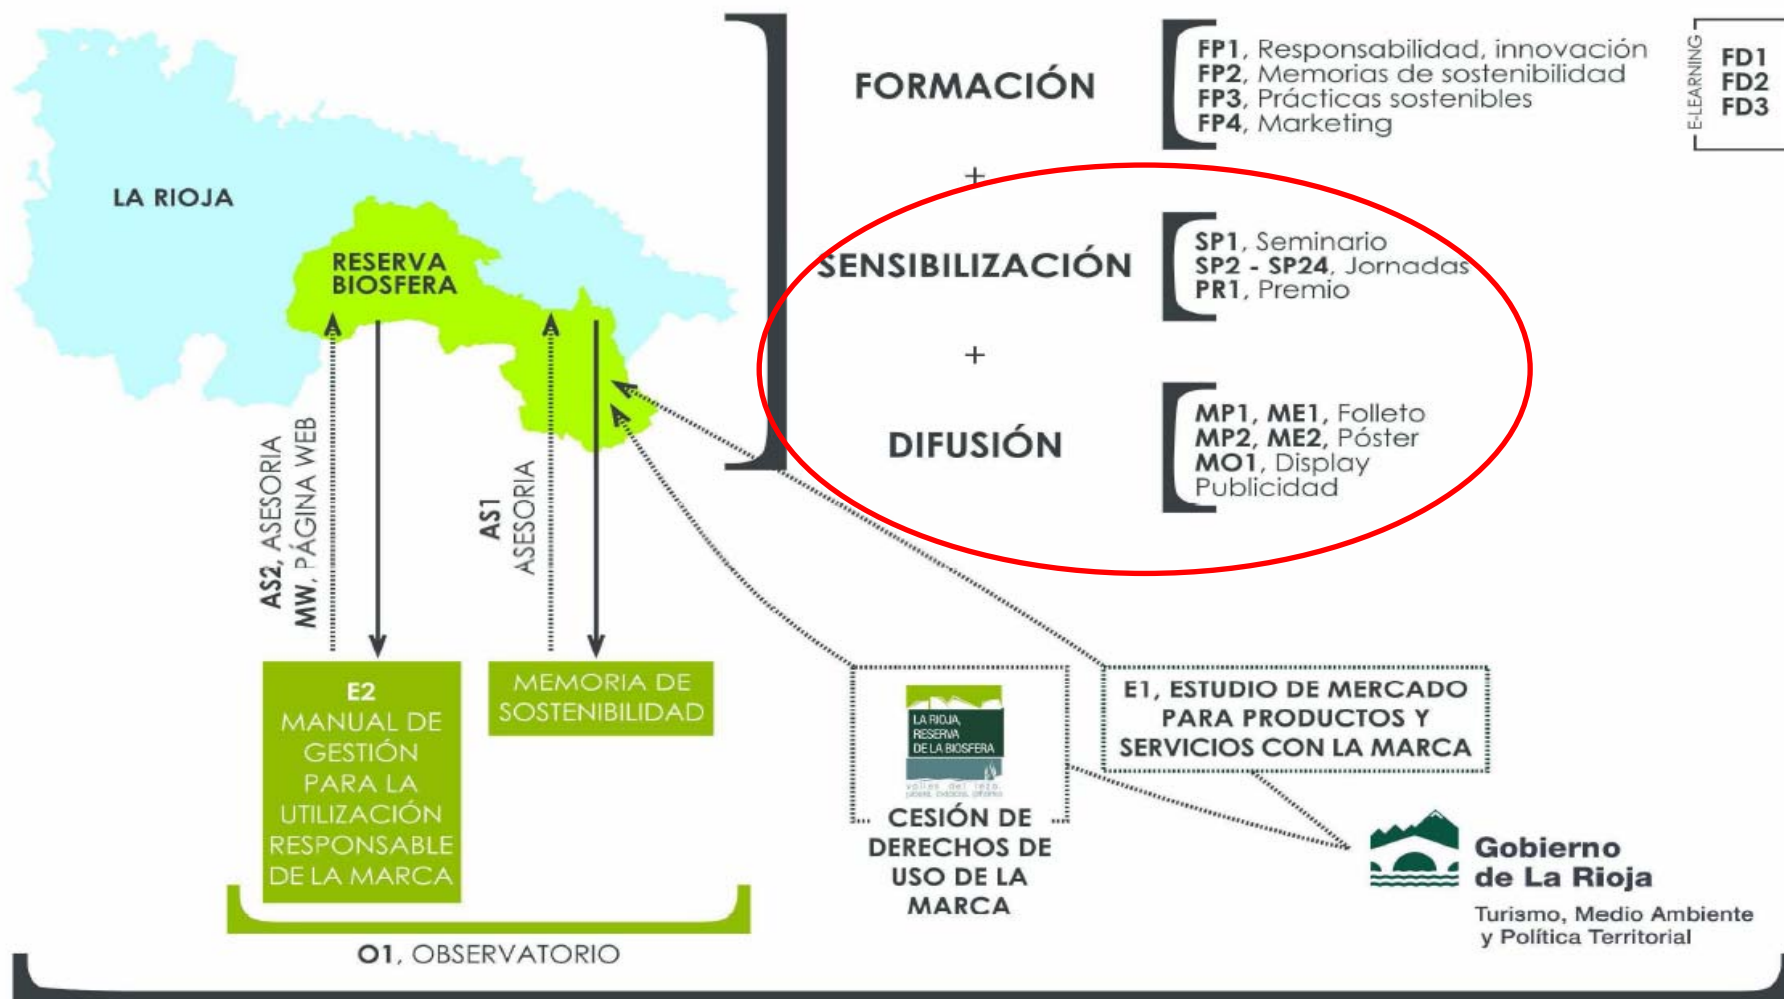 LA RIOJA
RESERVA
BIOSFERA
FORMACIÓN
FP1, Responsabilidad, innovación
FP2, Memorias de sostenibilidad
FP3, Prácticas sostenibles
FP4, Marketing
E-LEARNING
FD1
FD2
FD3
+
SENSIBILIZACIÓN
SP1, Seminario
SP2 - SP24, Jornadas
PR1, Premio
+
DIFUSIÓN
MP1, ME1, Folleto
MP2, ME2, Póster
MO1, Display
Publicidad
AS2, ASESORIA
MW, PÁGINA WEB
AS1
ASESORIA
E2
MANUAL DE
GESTIÓN
PARA LA
UTILIZACIÓN
RESPONSABLE
DE LA MARCA
MEMORIA DE
SOSTENIBILIDAD
O1, OBSERVATORIO
LA RIOJA,
RESERVA
DE LA BIOSFERA
valles del leza,
CESIÓN DE
DERECHOS DE
USO DE LA
MARCA
E1, ESTUDIO DE MERCADO
PARA PRODUCTOS Y
SERVICIOS CON LA MARCA
Gobierno
de La Rioja
Turismo, Medio Ambiente
y Política Territorial